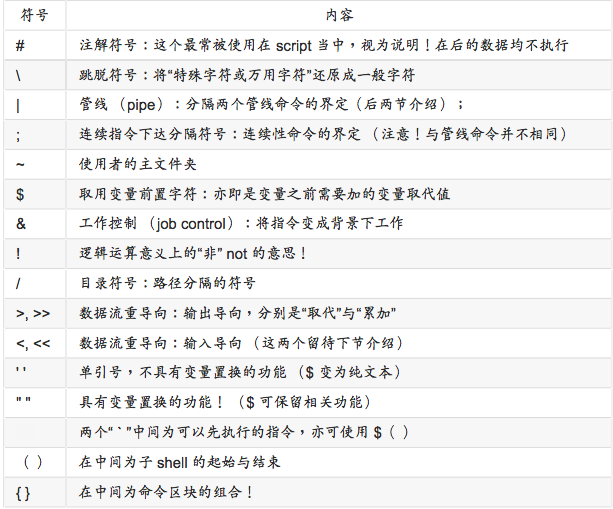 符号 内容
# 注解符号：这个最常被使用在 script 当中，视为说明！在后的数据均不执行
\ 跳脱符号：将“特殊字符或万用字符”还原成一般字符
| 管线 （pipe）：分隔两个管线命令的界定（后两节介绍）；
; 连续指令下达分隔符号：连续性命令的界定 （注意！与管线命令并不相同）
~ 使用者的主文件夹
$ 取用变量前置字符：亦即是变量之前需要加的变量取代值
& 工作控制 （job control）：将指令变成背景下工作
! 逻辑运算意义上的“非” not 的意思！
/ 目录符号：路径分隔的符号
>, >> 数据流重导向：输出导向，分别是“取代”与“累加”
<, << 数据流重导向：输入导向 （这两个留待下节介绍）
' ' 单引号，不具有变量置换的功能 （$ 变为纯文本）
" " 具有变量置换的功能！ （$ 可保留相关功能）
两个“ ` ”中间为可以先执行的指令，亦可使用 $（ ）
（ ） 在中间为子 shell 的起始与结束
{ } 在中间为命令区块的组合！